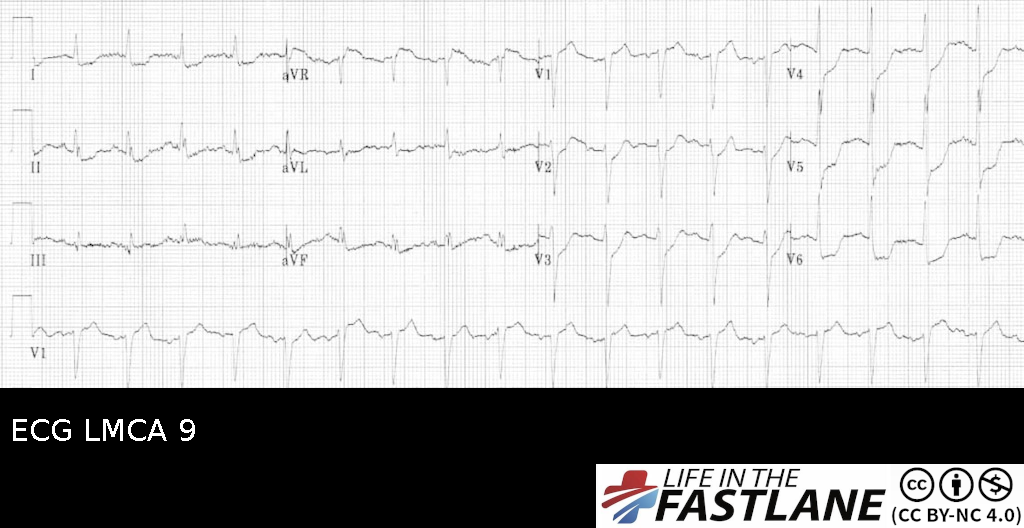 I aVR V1 V4
II aVL V2 V5
III aVF V3 V6
V1
ECG LMCA 9
LIFE IN THE
FASTLANE
cc
(CC BY-NC 4.0)